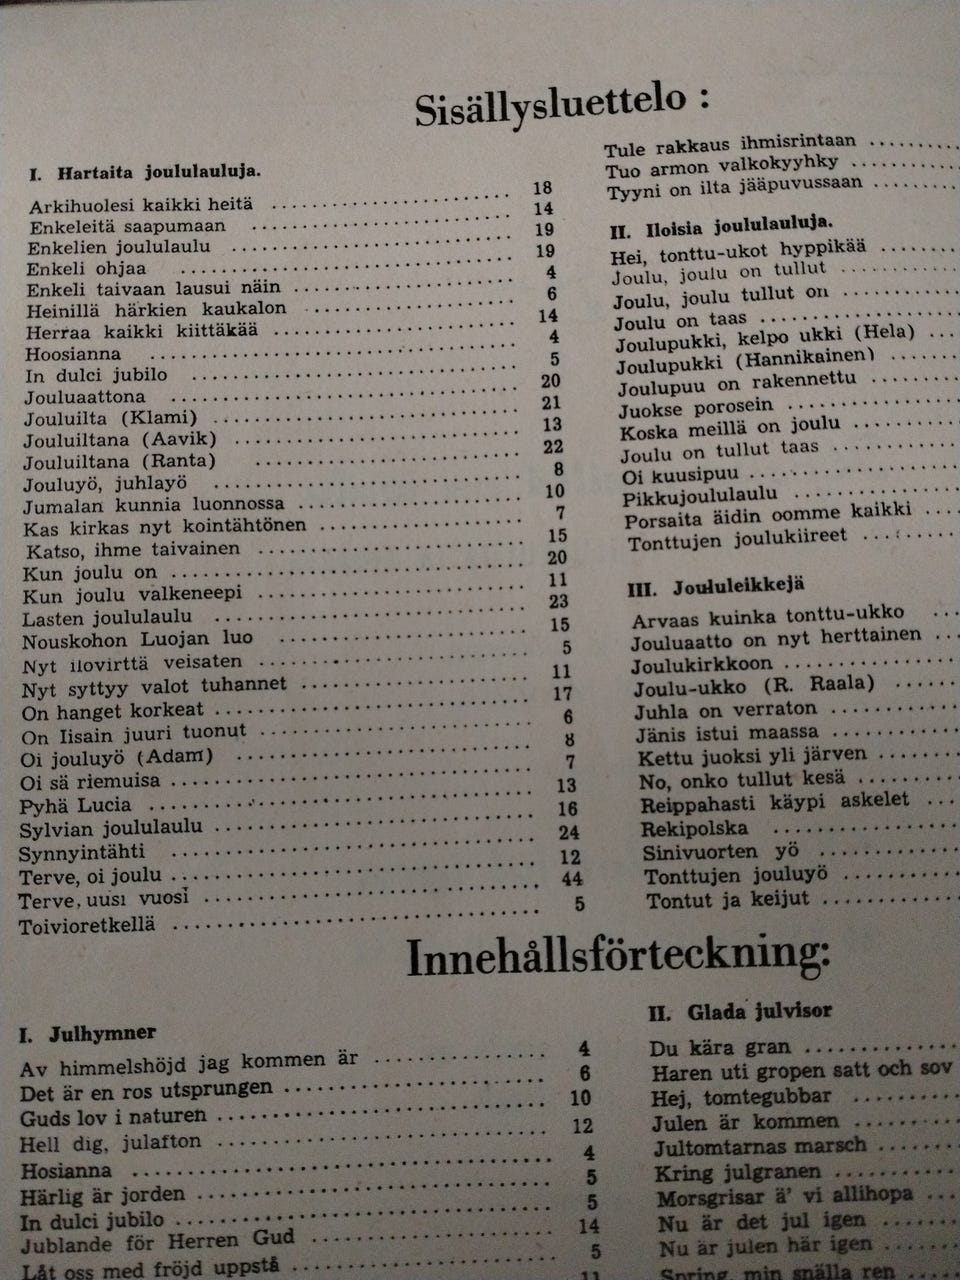 Sisällysluettelo :
I. Hartaita joululauluja.
Arkihuolesi kaikki heitä .......................... 18
Enkeleitä saapumaan .......................... 14
Enkelien joululaulu .......................... 19
Enkeli ohjaa .......................... 19
Enkeli taivaan lausui näin .......................... 4
Heinillä härkien kaukalon .......................... 6
Herraa kaikki kiittäkää .......................... 14
Hoosianna .......................... 4
In dulci jubilo .......................... 5
Jouluaattona .......................... 20
Jouluilta (Klami) .......................... 21
Jouluiltana (Aavik) .......................... 13
Jouluiltana (Ranta) .......................... 22
Jouluyö, juhlayö .......................... 8
Jumalan kunnia luonnossa .......................... 10
Kas kirkas nyt kointähtönen .......................... 7
Katso, ihme taivainen .......................... 15
Kun joulu on .......................... 20
Kun joulu valkeneepi .......................... 11
Lasten joululaulu .......................... 23
Nouskohon Luojan luo .......................... 15
Nyt ilovirttä veisaten .......................... 5
Nyt syttyy valot tuhannet .......................... 11
On hanget korkeat .......................... 17
On Iisain juuri tuonut .......................... 6
Oi jouluyö (Adam) .......................... 8
Oi sä riemuisa .......................... 7
Pyhä Lucia .......................... 13
Sylvian joululaulu .......................... 16
Synnyintähti .......................... 24
Terve, oi joulu .......................... 12
Terve, uusi vuosi .......................... 44
Toivioretkellä .......................... 5
Tule rakkaus ihmisrintaan ..........
Tuo armon valkokyyhky ..........
Tyyni on ilta jääpuvussaan ..........
II. Iloisia joululauluja.
Hei, tonttu-ukot hyppikää ..........
Joulu, joulu on tullut ..........
Joulu, joulu tullut on ..........
Joulu on taas ..........
Joulupukki, kelpo ukki (Hela) ...
Joulupukki (Hannikainen) ..........
Joulupuu on rakennettu ..........
Juokse porosein ..........
Koska meillä on joulu ..........
Joulu on tullut taas ..........
Oi kuusipuu ..........
Pikkujoululaulu ..........
Porsaita äidin oomme kaikki ....
Tonttujen joulukiireet ..........
III. Joululeikkejä
Arvaas kuinka tonttu-ukko ...
Jouluaatto on nyt herttainen ...
Joulukirkkoon ..........
Joulu-ukko (R. Raala) ......
Juhla on verraton ..........
Jänis istui maassa ..........
Kettu juoksi yli järven ..........
No, onko tullut kesä ..........
Reippahasti käypi askelet ...
Rekipolska ..........
Sinivuorten yö ..........
Tonttujen jouluyö ..........
Tontut ja keijut ..........
Innehållsförteckning:
I. Julhymner
Av himmelshöjd jag kommen är .......................... 4
Det är en ros utsprungen .......................... 6
Guds lov i naturen .......................... 10
Hell dig, julafton .......................... 12
Hosianna .......................... 4
Härlig är jorden .......................... 5
In dulci jubilo .......................... 5
Jublande för Herren Gud .......................... 14
Låt oss med fröjd uppstå .......................... 5
11
II. Glada julvisor
Du kära gran ..........
Haren uti gropen satt och sov
Hej, tomtegubbar ..........
Julen är kommen ..........
Jultomtarnas marsch ..........
Kring julgranen ..........
Morsgrisar ä' vi allihopa ...
Nu är det jul igen ..........
Nu är julen här igen ..........
Spring, min snälla ren ....